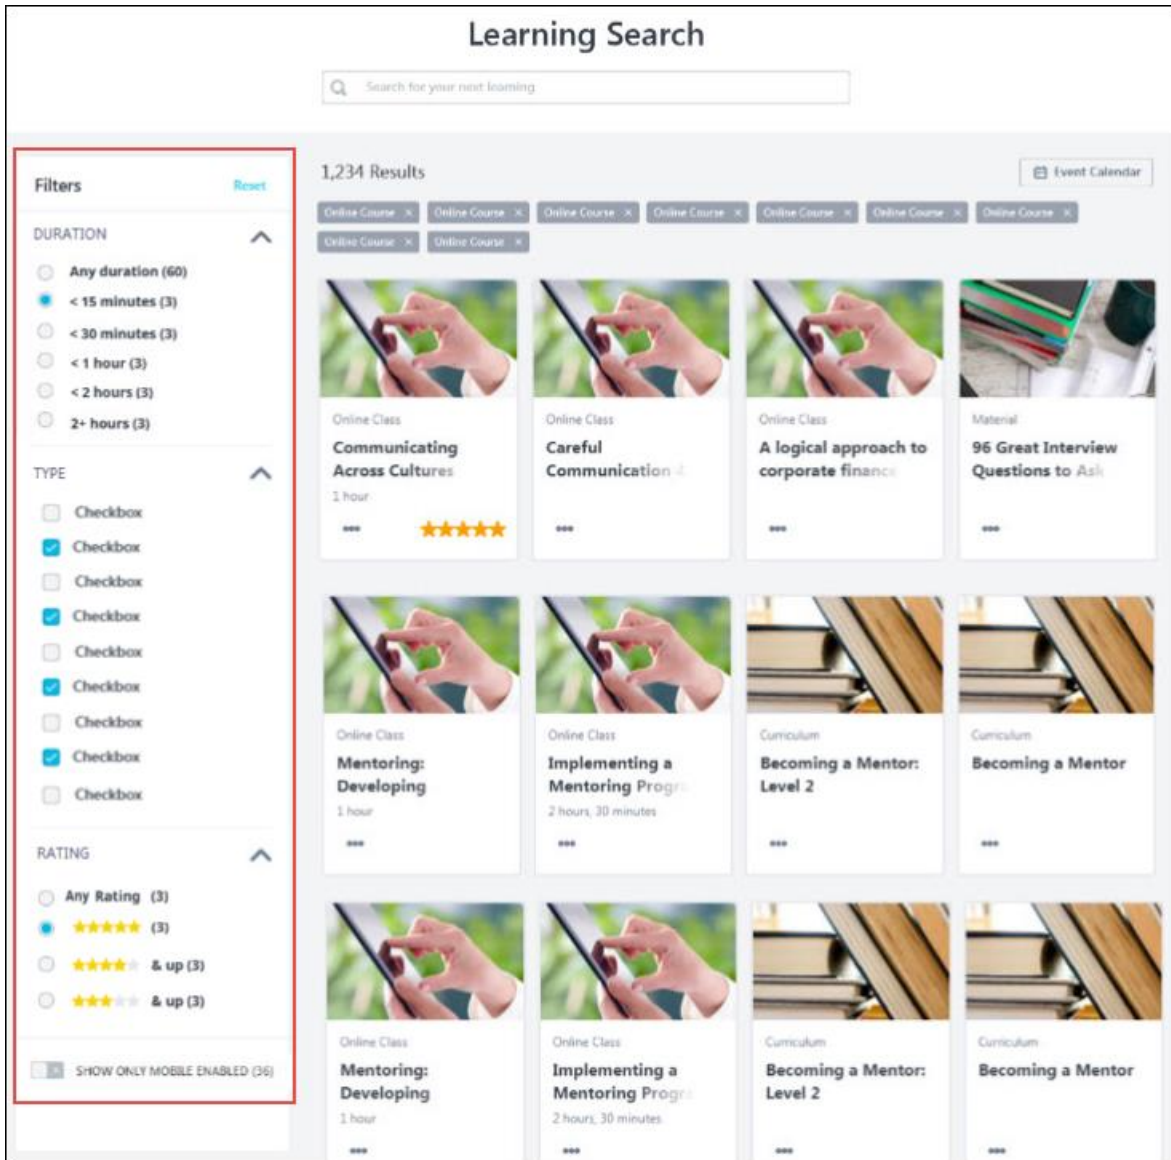 Learning Search
Search for your next learning
Filters
Reset
DURATION
Any duration (60)
< 15 minutes (3)
< 30 minutes (3)
< 1 hour (3)
< 2 hours (3)
2+ hours (3)
TYPE
Checkbox
Checkbox
Checkbox
Checkbox
Checkbox
Checkbox
Checkbox
Checkbox
Checkbox
RATING
Any Rating (3)
(3)
& up (3)
& up (3)
SHOW ONLY MOBILE ENABLED (36)
1,234 Results
Event Calendar
Online Course × Online Course × Online Course × Online Course × Online Course × Online Course × Online Course ×
Online Course × Online Course ×
Online Class
Communicating
Across Cultures
1 hour
Online Class
Careful
Communication
Online Class
A logical approach to
corporate finance
Material
96 Great Interview
Questions to Ask
Online Class
Mentoring:
Developing
1 hour
Online Class
Implementing a
Mentoring Progr
2 hours, 30 minutes
Curriculum
Becoming a Mentor:
Level 2
Curriculum
Becoming a Mentor
Online Class
Mentoring:
Developing
1 hour
Online Class
Implementing a
Mentoring Progr
2 hours, 30 minutes
Curriculum
Becoming a Mentor:
Level 2
Curriculum
Becoming a Mentor